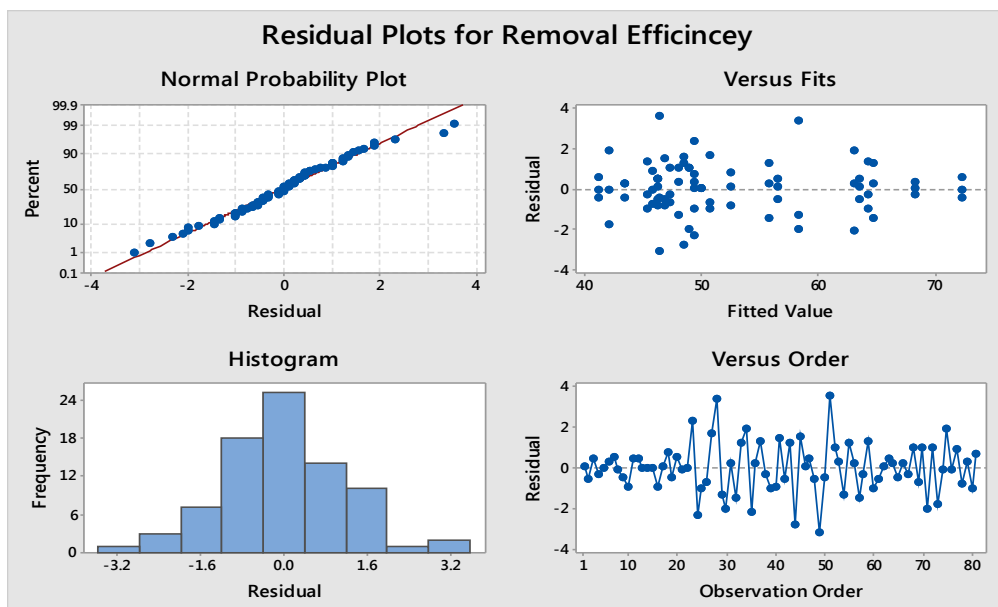 Residual Plots for Removal Efficincey
Normal Probability Plot
99.9
99
90
50
10
1
0.1
Percent
-4 -2 0 2 4
Residual
Versus Fits
4
2
0
-2
-4
Residual
40 50 60 70
Fitted Value
Histogram
24
18
12
6
0
Frequency
-3.2 -1.6 0.0 1.6 3.2
Residual
Versus Order
4
2
0
-2
-4
Residual
1 10 20 30 40 50 60 70 80
Observation Order